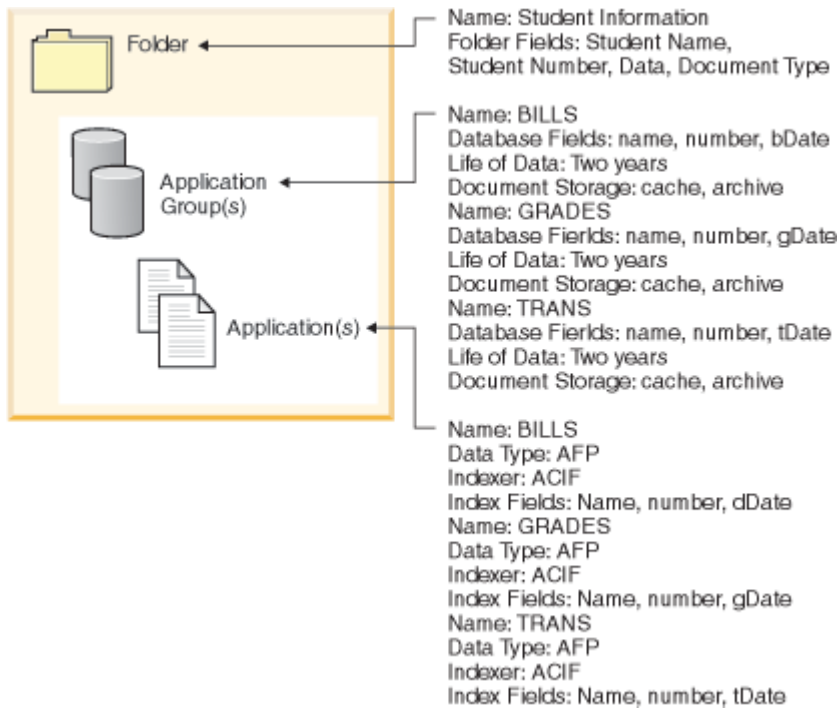 Folder
Application
Group(s)
Application(s)
Name: Student Information
Folder Fields: Student Name,
Student Number, Data, Document Type
Name: BILLS
Database Fields: name, number, bDate
Life of Data: Two years
Document Storage: cache, archive
Name: GRADES
Database Fierlds: name, number, gDate
Life of Data: Two years
Document Storage: cache, archive
Name: TRANS
Database Fierlds: name, number, tDate
Life of Data: Two years
Document Storage: cache, archive
Name: BILLS
Data Type: AFP
Indexer: ACIF
Index Fields: Name, number, dDate
Name: GRADES
Data Type: AFP
Indexer: ACIF
Index Fields: Name, number, gDate
Name: TRANS
Data Type: AFP
Indexer: ACIF
Index Fields: Name, number, tDate